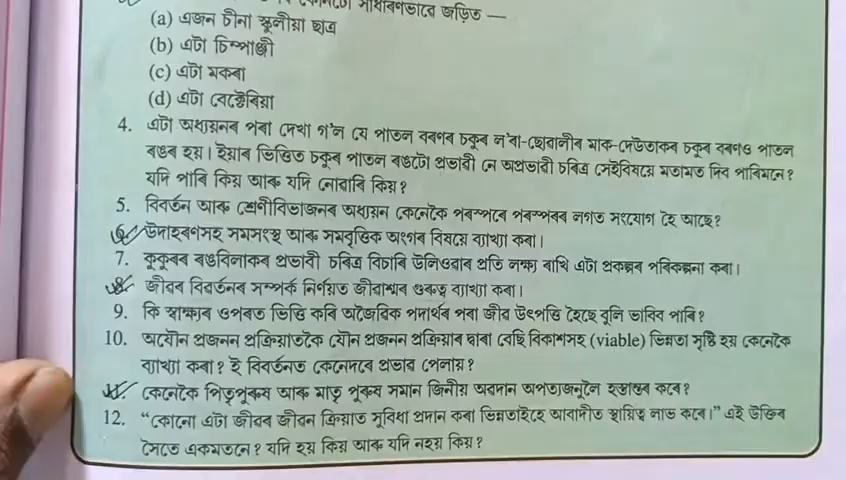 সাধাৰণভাৱে জড়িত —
(a) এজন চীনা স্কুলীয়া ছাত্ৰ
(b) এটা চিম্পাঞ্জী
(c) এটা মকৰা
(d) এটা বেক্টেৰিয়া
4. এটা অধ্যয়নৰ পৰা দেখা গ'ল যে পাতল বৰণৰ চকুৰ ল'ৰা-ছোৱালীৰ মাক-দেউতাকৰ চকুৰ বৰণও পাতল
ৰঙৰ হয়। ইয়াৰ ভিত্তিত চকুৰ পাতল ৰঙটো প্ৰভাৱী নে অপ্ৰভাৱী চৰিত্ৰ সেইবিষয়ে মতামত দিব পাৰিমনে?
যদি পাৰি কিয় আৰু যদি নোৱাৰি কিয়?
5. বিবৰ্তন আৰু শ্ৰেণীবিভাজনৰ অধ্যয়ন কেনেকৈ পৰস্পৰে পৰস্পৰৰ লগত সংযোগ হৈ আছে?
6. উদাহৰণসহ সমসংস্থ আৰু সমবৃত্তিক অংগৰ বিষয়ে ব্যাখ্যা কৰা।
7. কুকুৰৰ ৰঙবিলাকৰ প্ৰভাৱী চৰিত্ৰ বিচাৰি উলিওৱাৰ প্ৰতি লক্ষ্য ৰাখি এটা প্ৰকল্পৰ পৰিকল্পনা কৰা।
8. জীৱৰ বিবৰ্তনৰ সম্পৰ্ক নিৰ্ণয়ত জীৱাশ্মৰ গুৰুত্ব ব্যাখ্যা কৰা।
9. কি স্বাক্ষ্যৰ ওপৰত ভিত্তি কৰি অজৈৱিক পদাৰ্থৰ পৰা জীৱ উৎপত্তি হৈছে বুলি ভাবিব পাৰি?
10. অযৌন প্ৰজনন প্ৰক্ৰিয়াতকৈ যৌন প্ৰজনন প্ৰক্ৰিয়াৰ দ্বাৰা বেছি বিকাশসহ (viable) ভিন্নতা সৃষ্টি হয় কেনেকৈ
ব্যাখ্যা কৰা? ই বিবৰ্তনত কেনেদৰে প্ৰভাৱ পেলায়?
11. কেনেকৈ পিতৃপুৰুষ আৰু মাতৃ পুৰুষ সমান জিনীয় অৱদান অপত্যজনুলৈ হস্তান্তৰ কৰে?
12. “কোনো এটা জীৱৰ জীৱন ক্ৰিয়াত সুবিধা প্ৰদান কৰা ভিন্নতাইহে আবাদীত স্থায়িত্ব লাভ কৰে।” এই উক্তিৰ
সৈতে একমতনে? যদি হয় কিয় আৰু যদি নহয় কিয়?